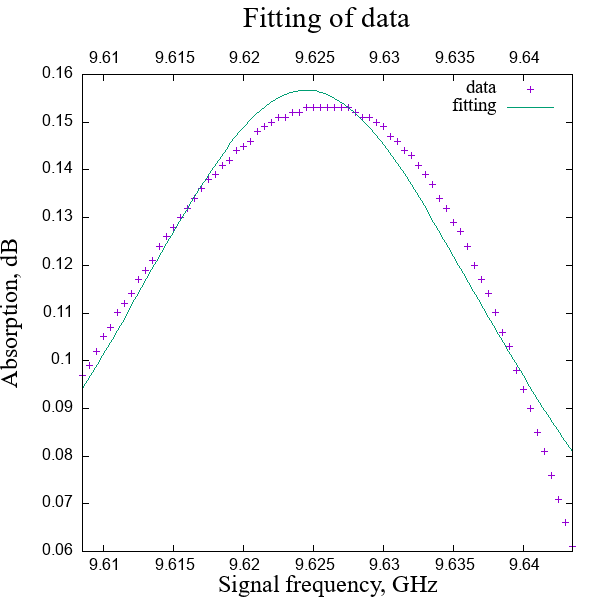 Fitting of data
9.61 9.615 9.62 9.625 9.63 9.635 9.64
0.16
data
fitting
0.15
0.14
0.13
0.12
0.11
0.1
0.09
0.08
0.07
0.06
Absorption, dB
9.61 9.615 9.62 9.625 9.63 9.635 9.64
Signal frequency, GHz